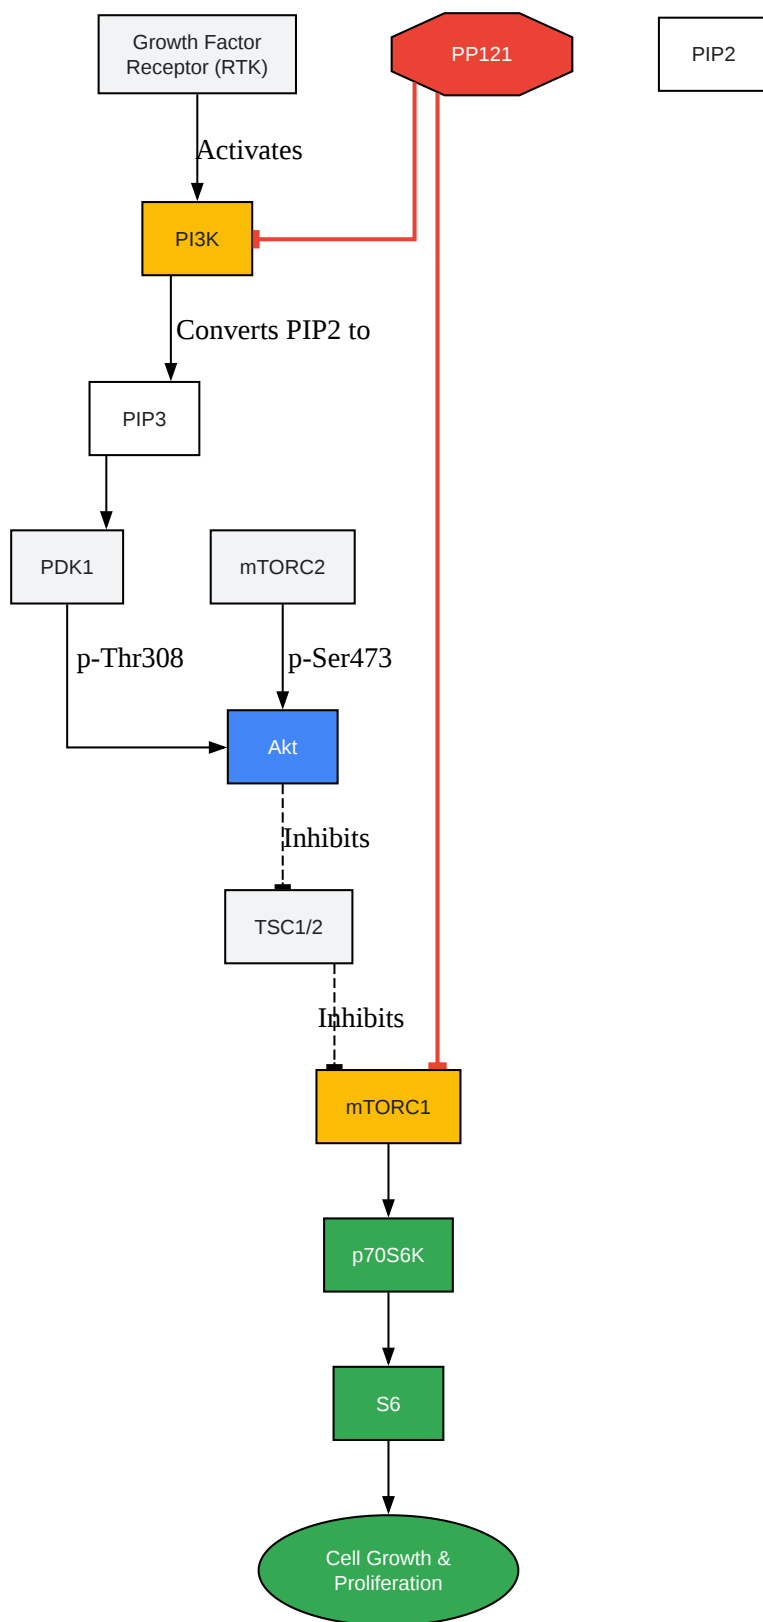 Growth Factor
Receptor (RTK)
PP121
PIP2
Activates
PI3K
Converts PIP2 to
PIP3
PDK1
mTORC2
p-Thr308
p-Ser473
Akt
Inhibits
TSC1/2
Inhibits
mTORC1
p70S6K
S6
Cell Growth &
Proliferation